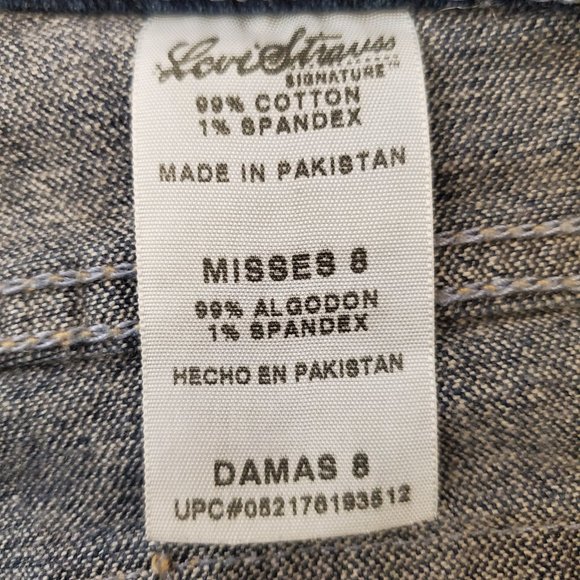 Levi Strauss
SIGNATURE™
99% COTTON
1% SPANDEX
MADE IN PAKISTAN
MISSES 8
99% ALGODON
1% SPANDEX
HECHO EN PAKISTAN
DAMAS 8
UPC#052176193512